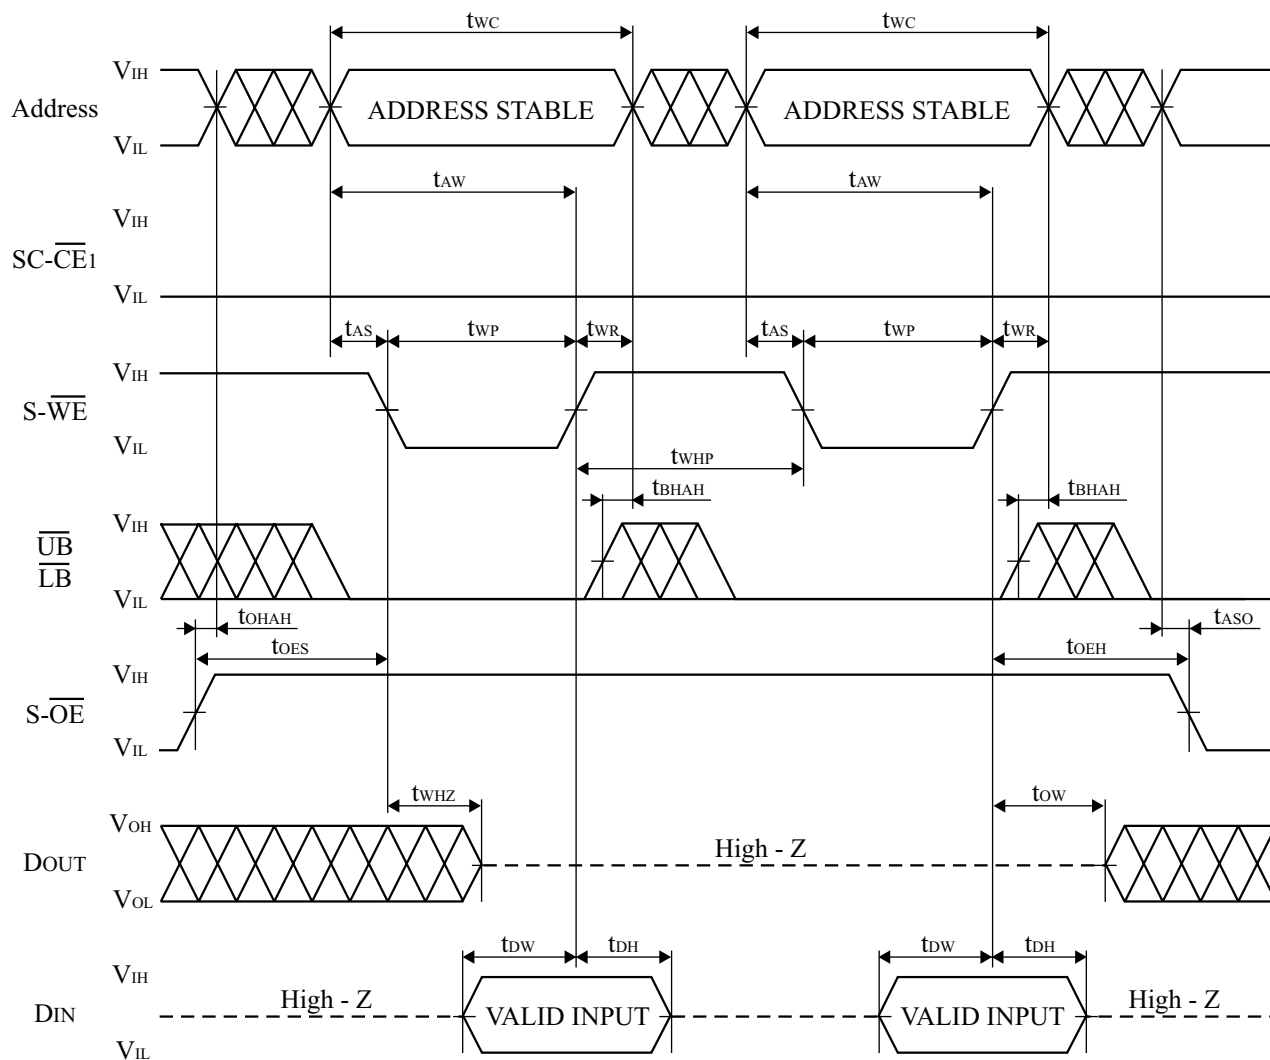 tWC tWC
VIH
Address ADDRESS STABLE ADDRESS STABLE
VIL
tAW tAW
VIH
SC-CE1
VIL
tAS tWP tWR tAS tWP tWR
VIH
S-WE
VIL
tWHP
tBHAH tBHAH
VIH
UB
LB
VIL
tOHAH tASO
tOES tOEH
VIH
S-OE
VIL
tWHZ tOW
VOH
DOUT High - Z
VOL
tDW tDH tDW tDH
VIH
High - Z High - Z
DIN VALID INPUT VALID INPUT
VIL